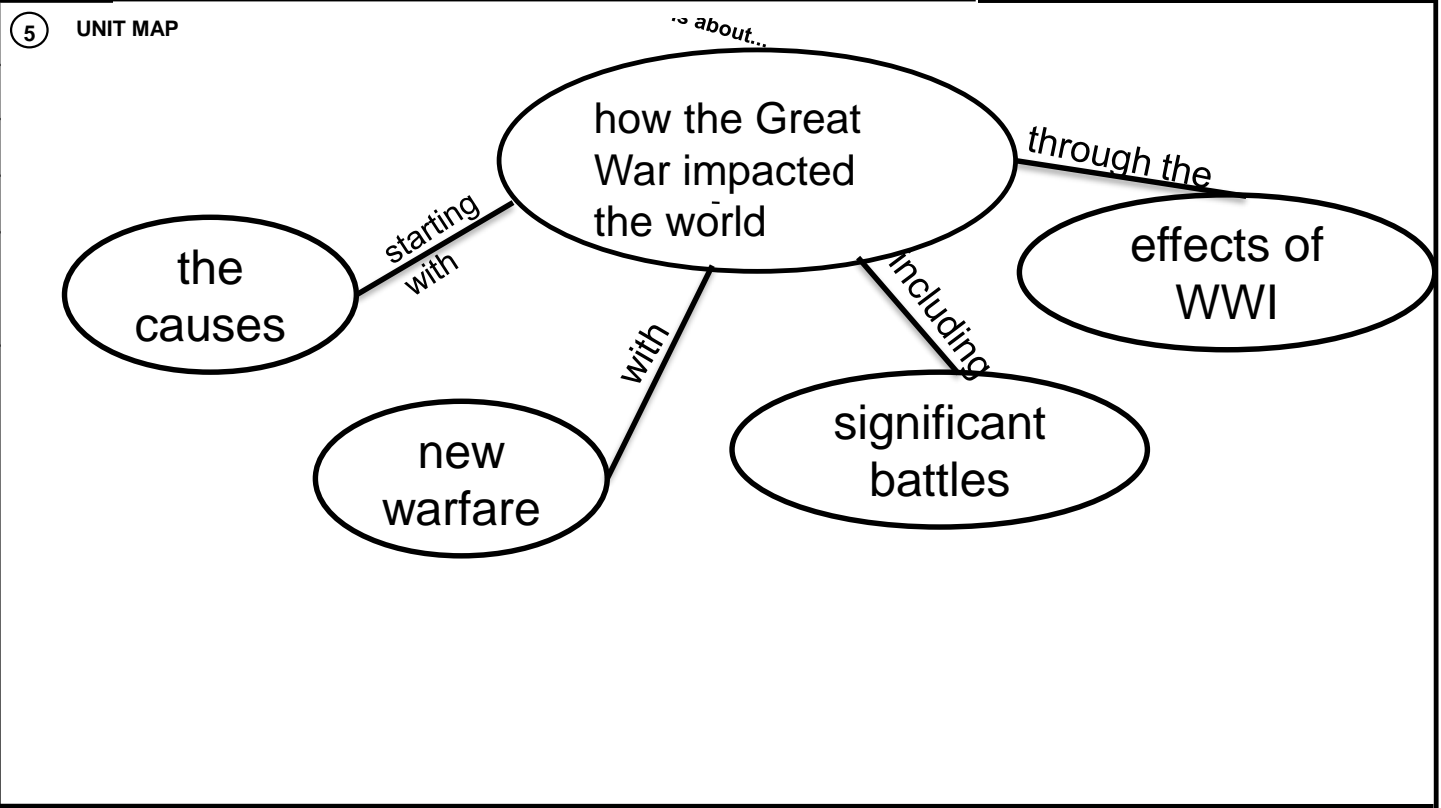 5 UNIT MAP
is about...
how the Great
War impacted
the world
-
through the
effects of
WWI
starting
with
the
causes
with
new
warfare
Including
significant
battles